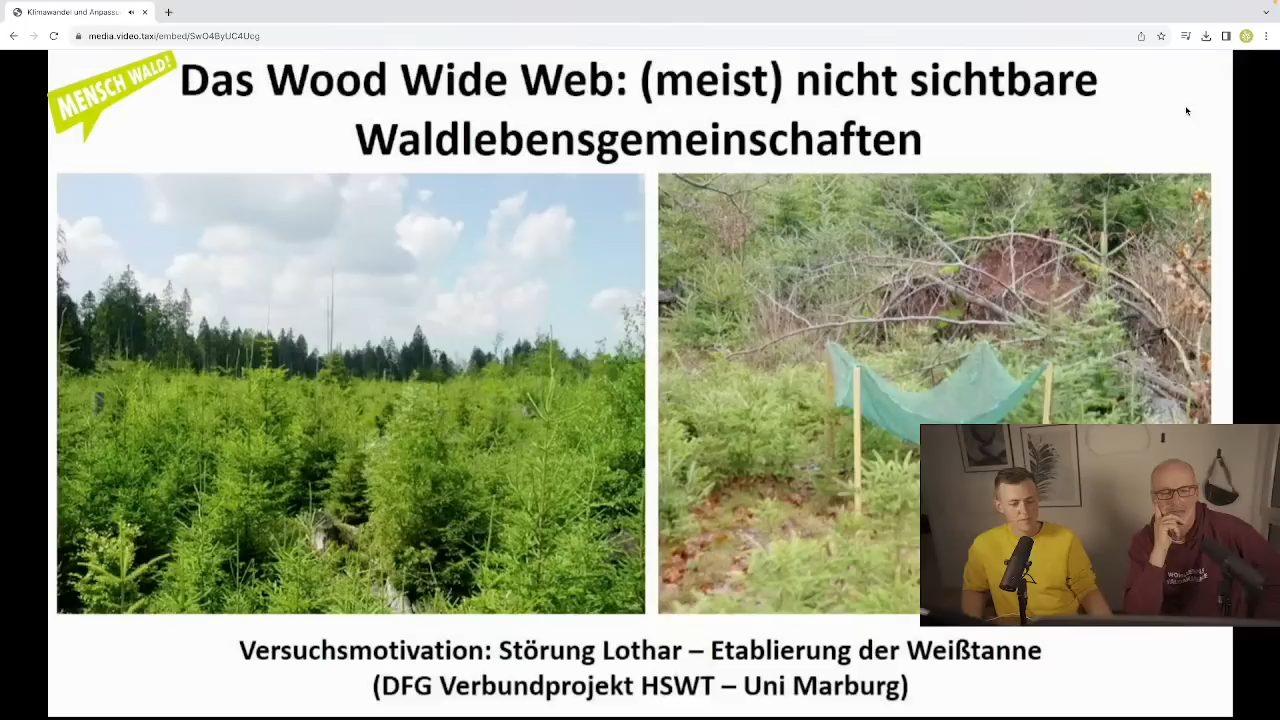 Klimawandel und Anpassu
media.video.taxi/embed/SwO4ByUC4Ucg
MENSCH WALD!
Das Wood Wide Web: (meist) nicht sichtbare
Waldlebensgemeinschaften
Versuchsmotivation: Störung Lothar – Etablierung der Weißtanne
(DFG Verbundprojekt HSWT – Uni Marburg)